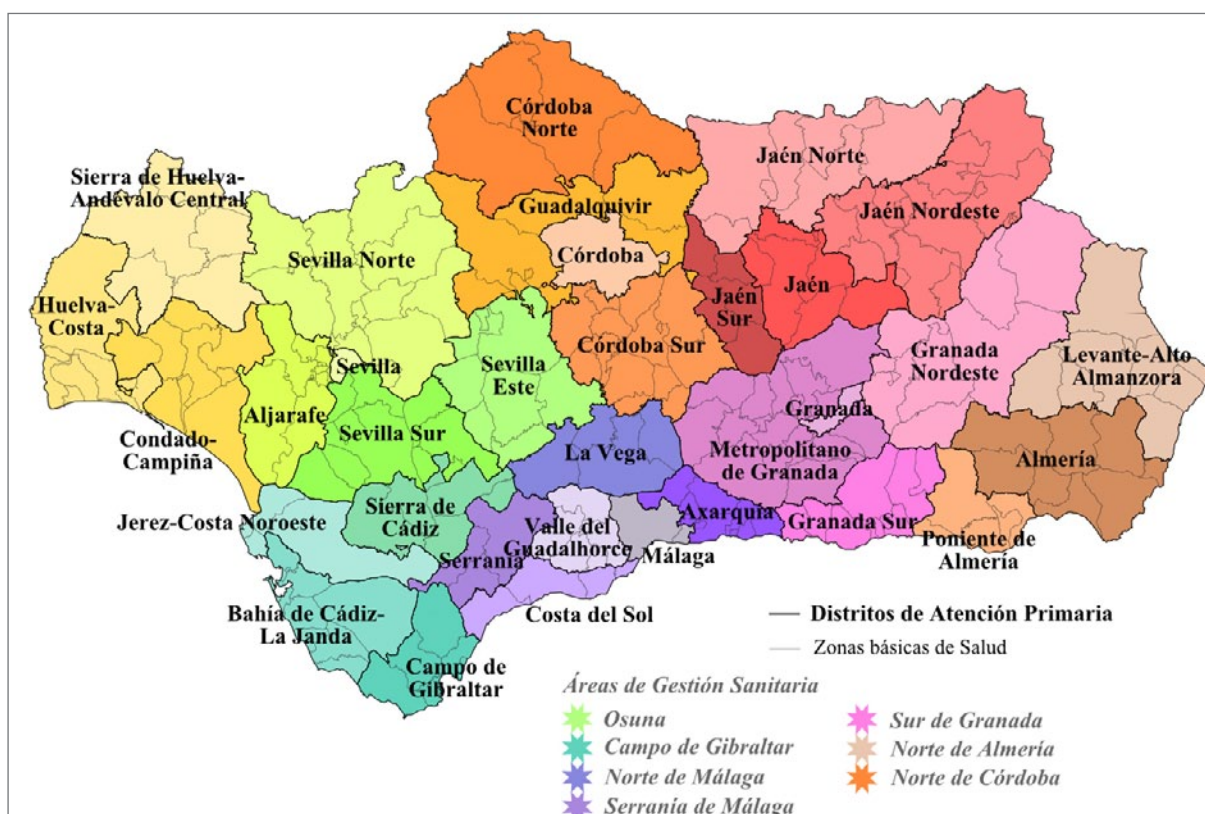 Córdoba
Norte
Jaén Norte
Sierra de Huelva-
Andévalo Central
Guadalquivir
Jaén Nordeste
Córdoba
Sevilla Norte
Huelva-
Costa
Jaén
Sur
Jaén
Córdoba Sur
Sevilla
Sevilla
Este
Granada
Nordeste
Levante-Alto
Almanzora
Aljarafe
Granada
Sevilla Sur
Condado-
Campiña
La Vega
Metropolitano
de Granada
Almería
Sierra de
Cádiz
Axarquía
Jerez-Costa Noroeste
Valle del
Guadalhorce
Granada Sur
Serranía
Málaga
Poniente de
Almería
Bahía de Cádiz-
La Janda
Costa del Sol
Campo de
Gibraltar
Distritos de Atención Primaria
Zonas básicas de Salud
Áreas de Gestión Sanitaria
Osuna
Campo de Gibraltar
Norte de Málaga
Serranía de Málaga
Sur de Granada
Norte de Almería
Norte de Córdoba